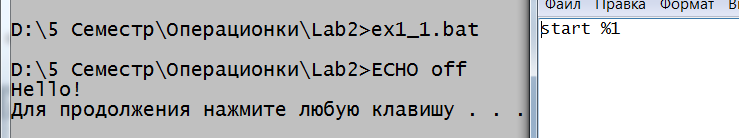 D:\5 Семестр\Операционки\Lab2>ex1_1.bat
D:\5 Семестр\Операционки\Lab2>ECHO off
Hello!
Для продолжения нажмите любую клавишу . . .
Файл Правка Формат
start %1